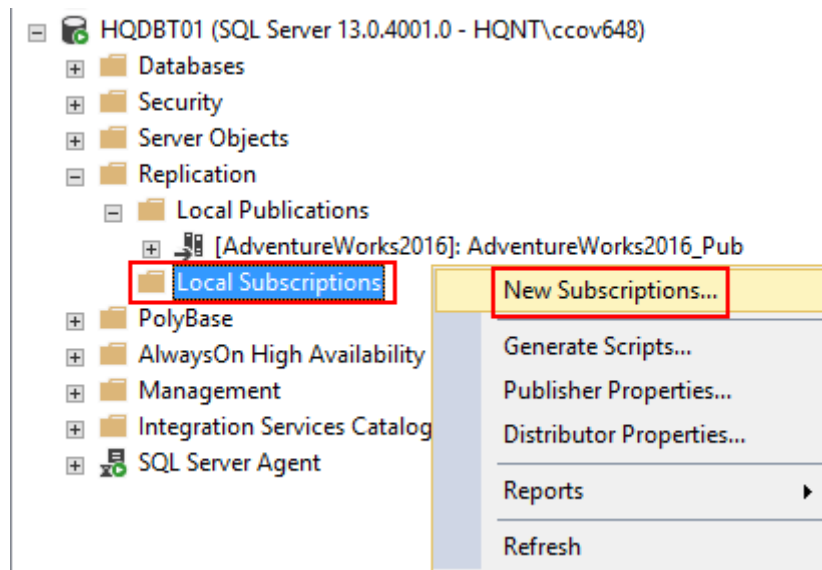 HQDBT01 (SQL Server 13.0.4001.0 - HQNT\ccov648)
Databases
Security
Server Objects
Replication
Local Publications
[AdventureWorks2016]: AdventureWorks2016_Pub
Local Subscriptions
PolyBase
AlwaysOn High Availability
Management
Integration Services Catalog
SQL Server Agent
New Subscriptions...
Generate Scripts...
Publisher Properties...
Distributor Properties...
Reports
Refresh